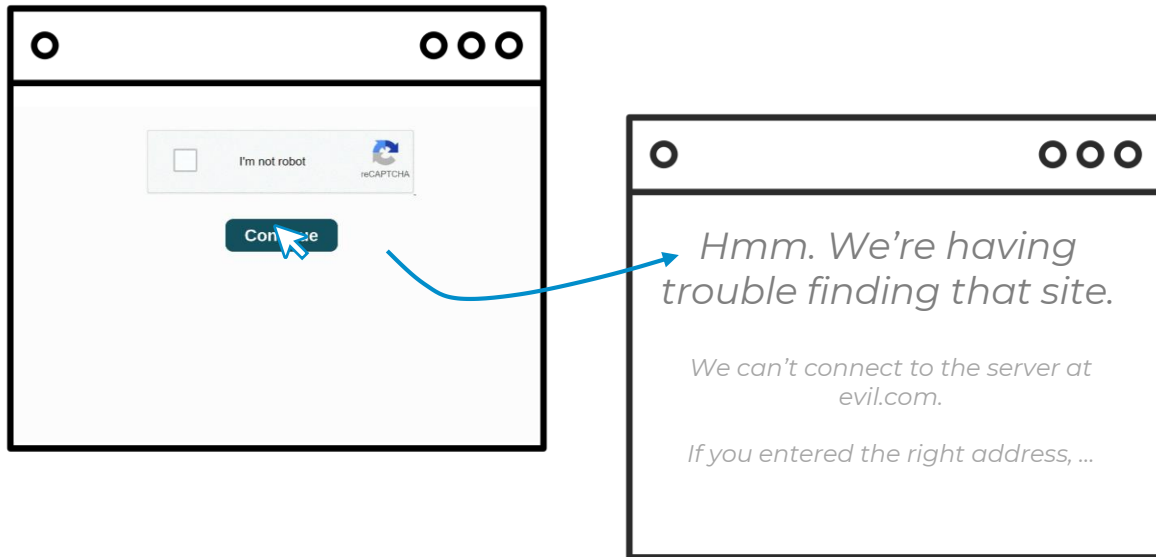 I'm not robot
reCAPTCHA
Hmm. We’re having
trouble finding that site.
We can’t connect to the server at
evil.com.
If you entered the right address, ...